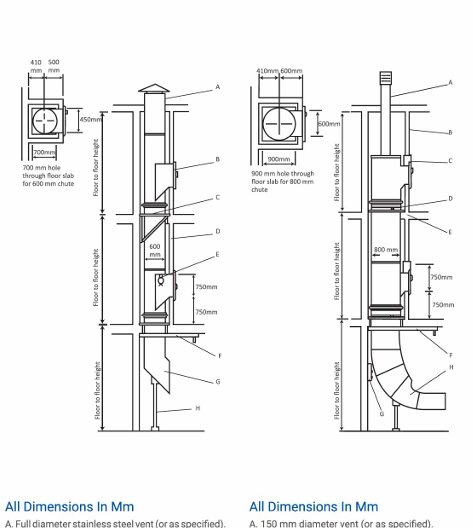 410 mm
500 mm
450mm
700mm
700 mm hole
through floor slab
for 600 mm chute
A
B
C
D
E
F
G
H
Floor to floor height
Floor to floor height
Floor to floor height
600 mm
750mm
750mm
410mm
600mm
600mm
900mm
900 mm hole through
floor slab for 800 mm
chute
A
B
C
D
E
F
H
G
Floor to floor height
Floor to floor height
Floor to floor height
800 mm
750mm
750mm
All Dimensions In Mm
A. Full diameter stainless steel vent (or as specified).
All Dimensions In Mm
A. 150 mm diameter vent (or as specified).